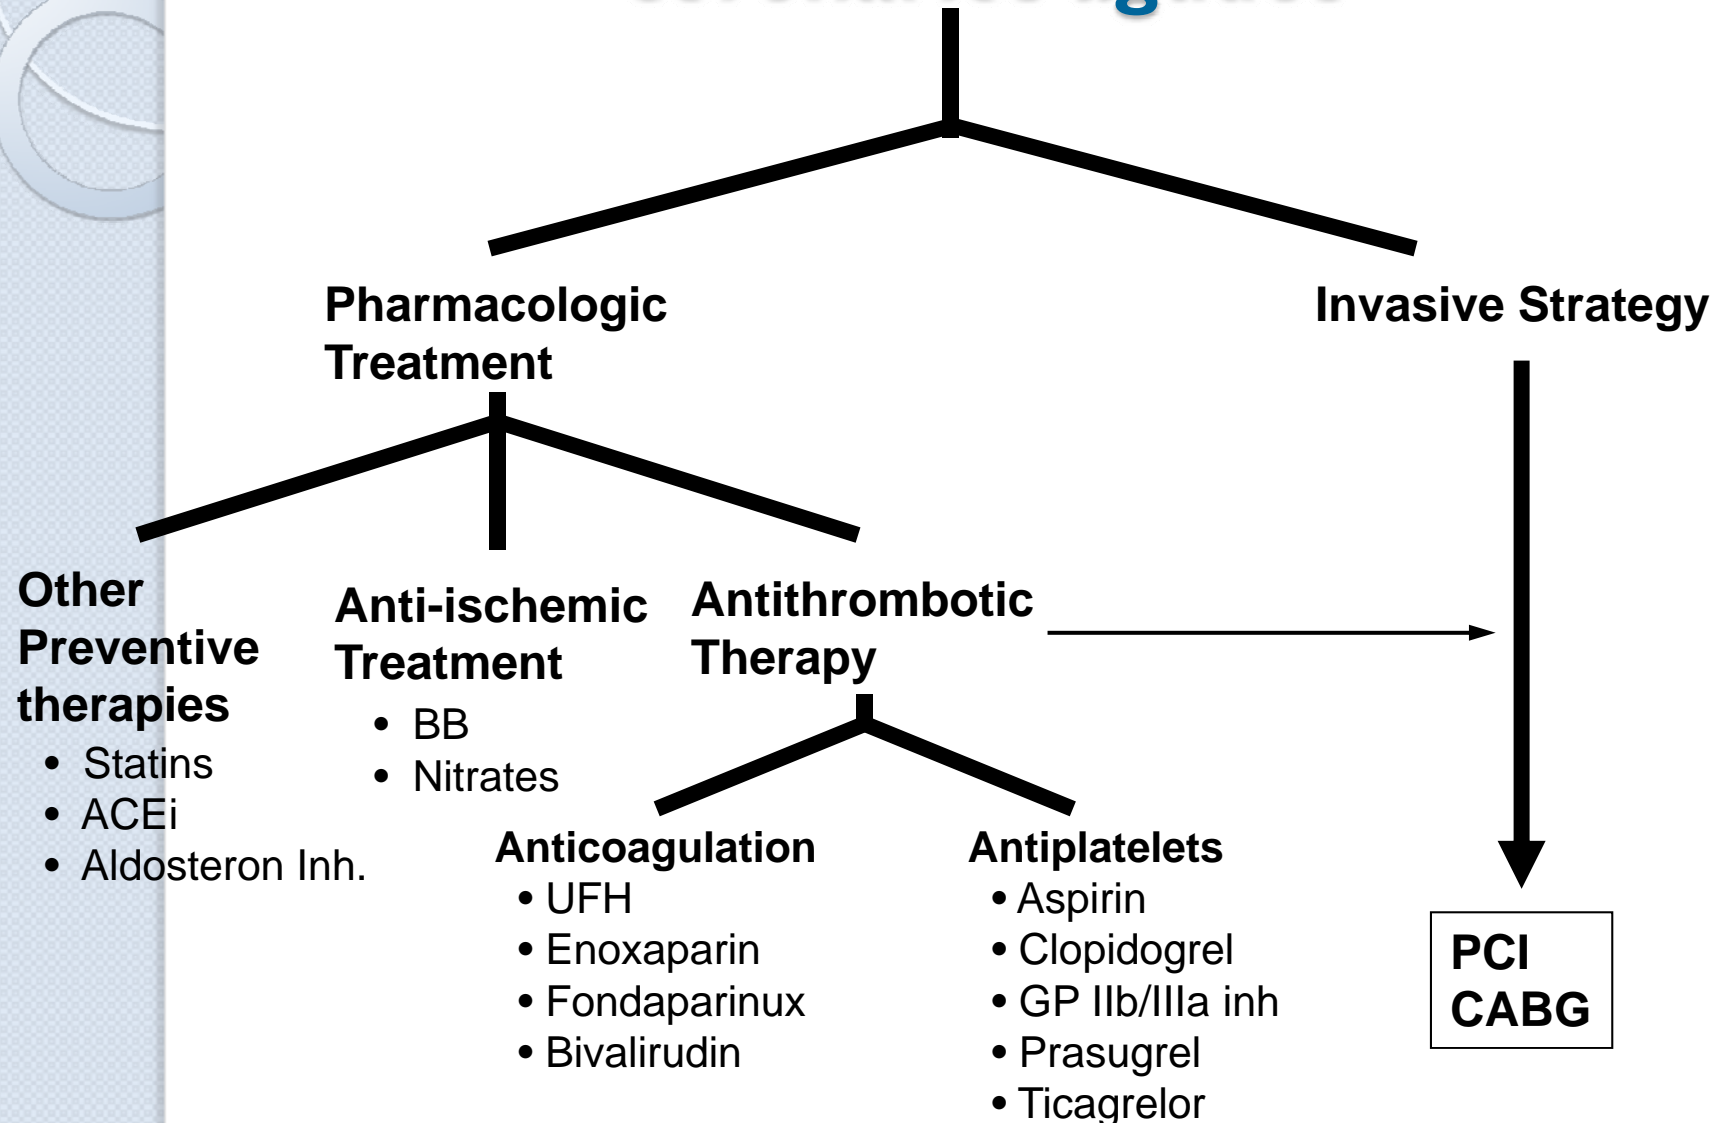 Pharmacologic
Treatment
Invasive Strategy
Other
Preventive
therapies
• Statins
• ACEi
• Aldosteron Inh.
Anti-ischemic
Treatment
• BB
• Nitrates
Antithrombotic
Therapy
Anticoagulation
• UFH
• Enoxaparin
• Fondaparinux
• Bivalirudin
Antiplatelets
• Aspirin
• Clopidogrel
• GP IIb/IIIa inh
• Prasugrel
• Ticagrelor
PCI
CABG